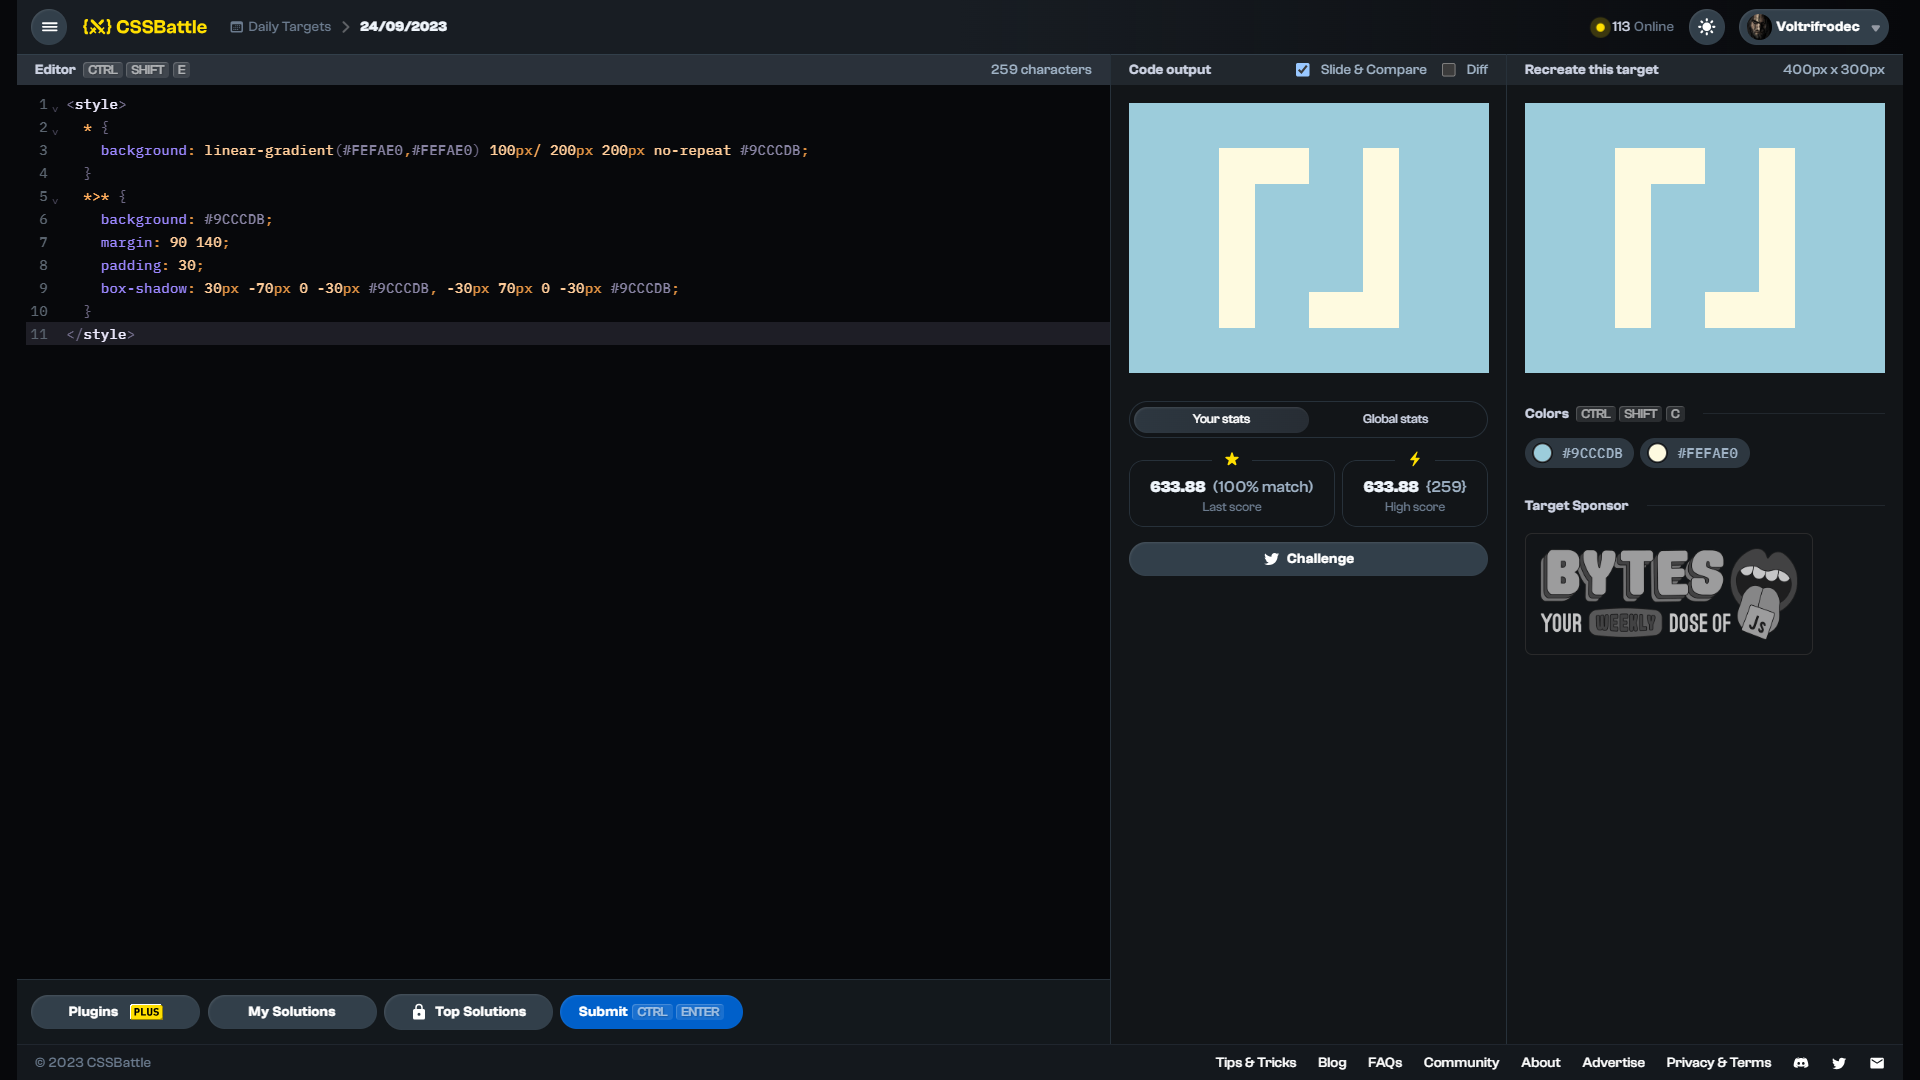 CSSBattle
Daily Targets
24/09/2023
113 Online
Voltrifrodec
Editor CTRL SHIFT E
259 characters
Code output
Slide & Compare
Diff
Recreate this target
400px x 300px
1 <style>
2 * {
3 background: linear-gradient(#FEFAE0,#FEFAE0) 100px/ 200px 200px no-repeat #9CCCDB;
4 }
5 *>* {
6 background: #9CCCDB;
7 margin: 90 140;
8 padding: 30;
9 box-shadow: 30px -70px 0 -30px #9CCCDB, -30px 70px 0 -30px #9CCCDB;
10 }
11 </style>
Your stats
Global stats
633.88 (100% match)
Last score
633.88 {259}
High score
Challenge
Colors CTRL SHIFT C
#9CCCDB
#FEFAE0
Target Sponsor
BYTES
YOUR WEEKLY DOSE OF JS
Plugins PLUS
My Solutions
Top Solutions
Submit CTRL ENTER
© 2023 CSSBattle
Tips & Tricks
Blog
FAQs
Community
About
Advertise
Privacy & Terms